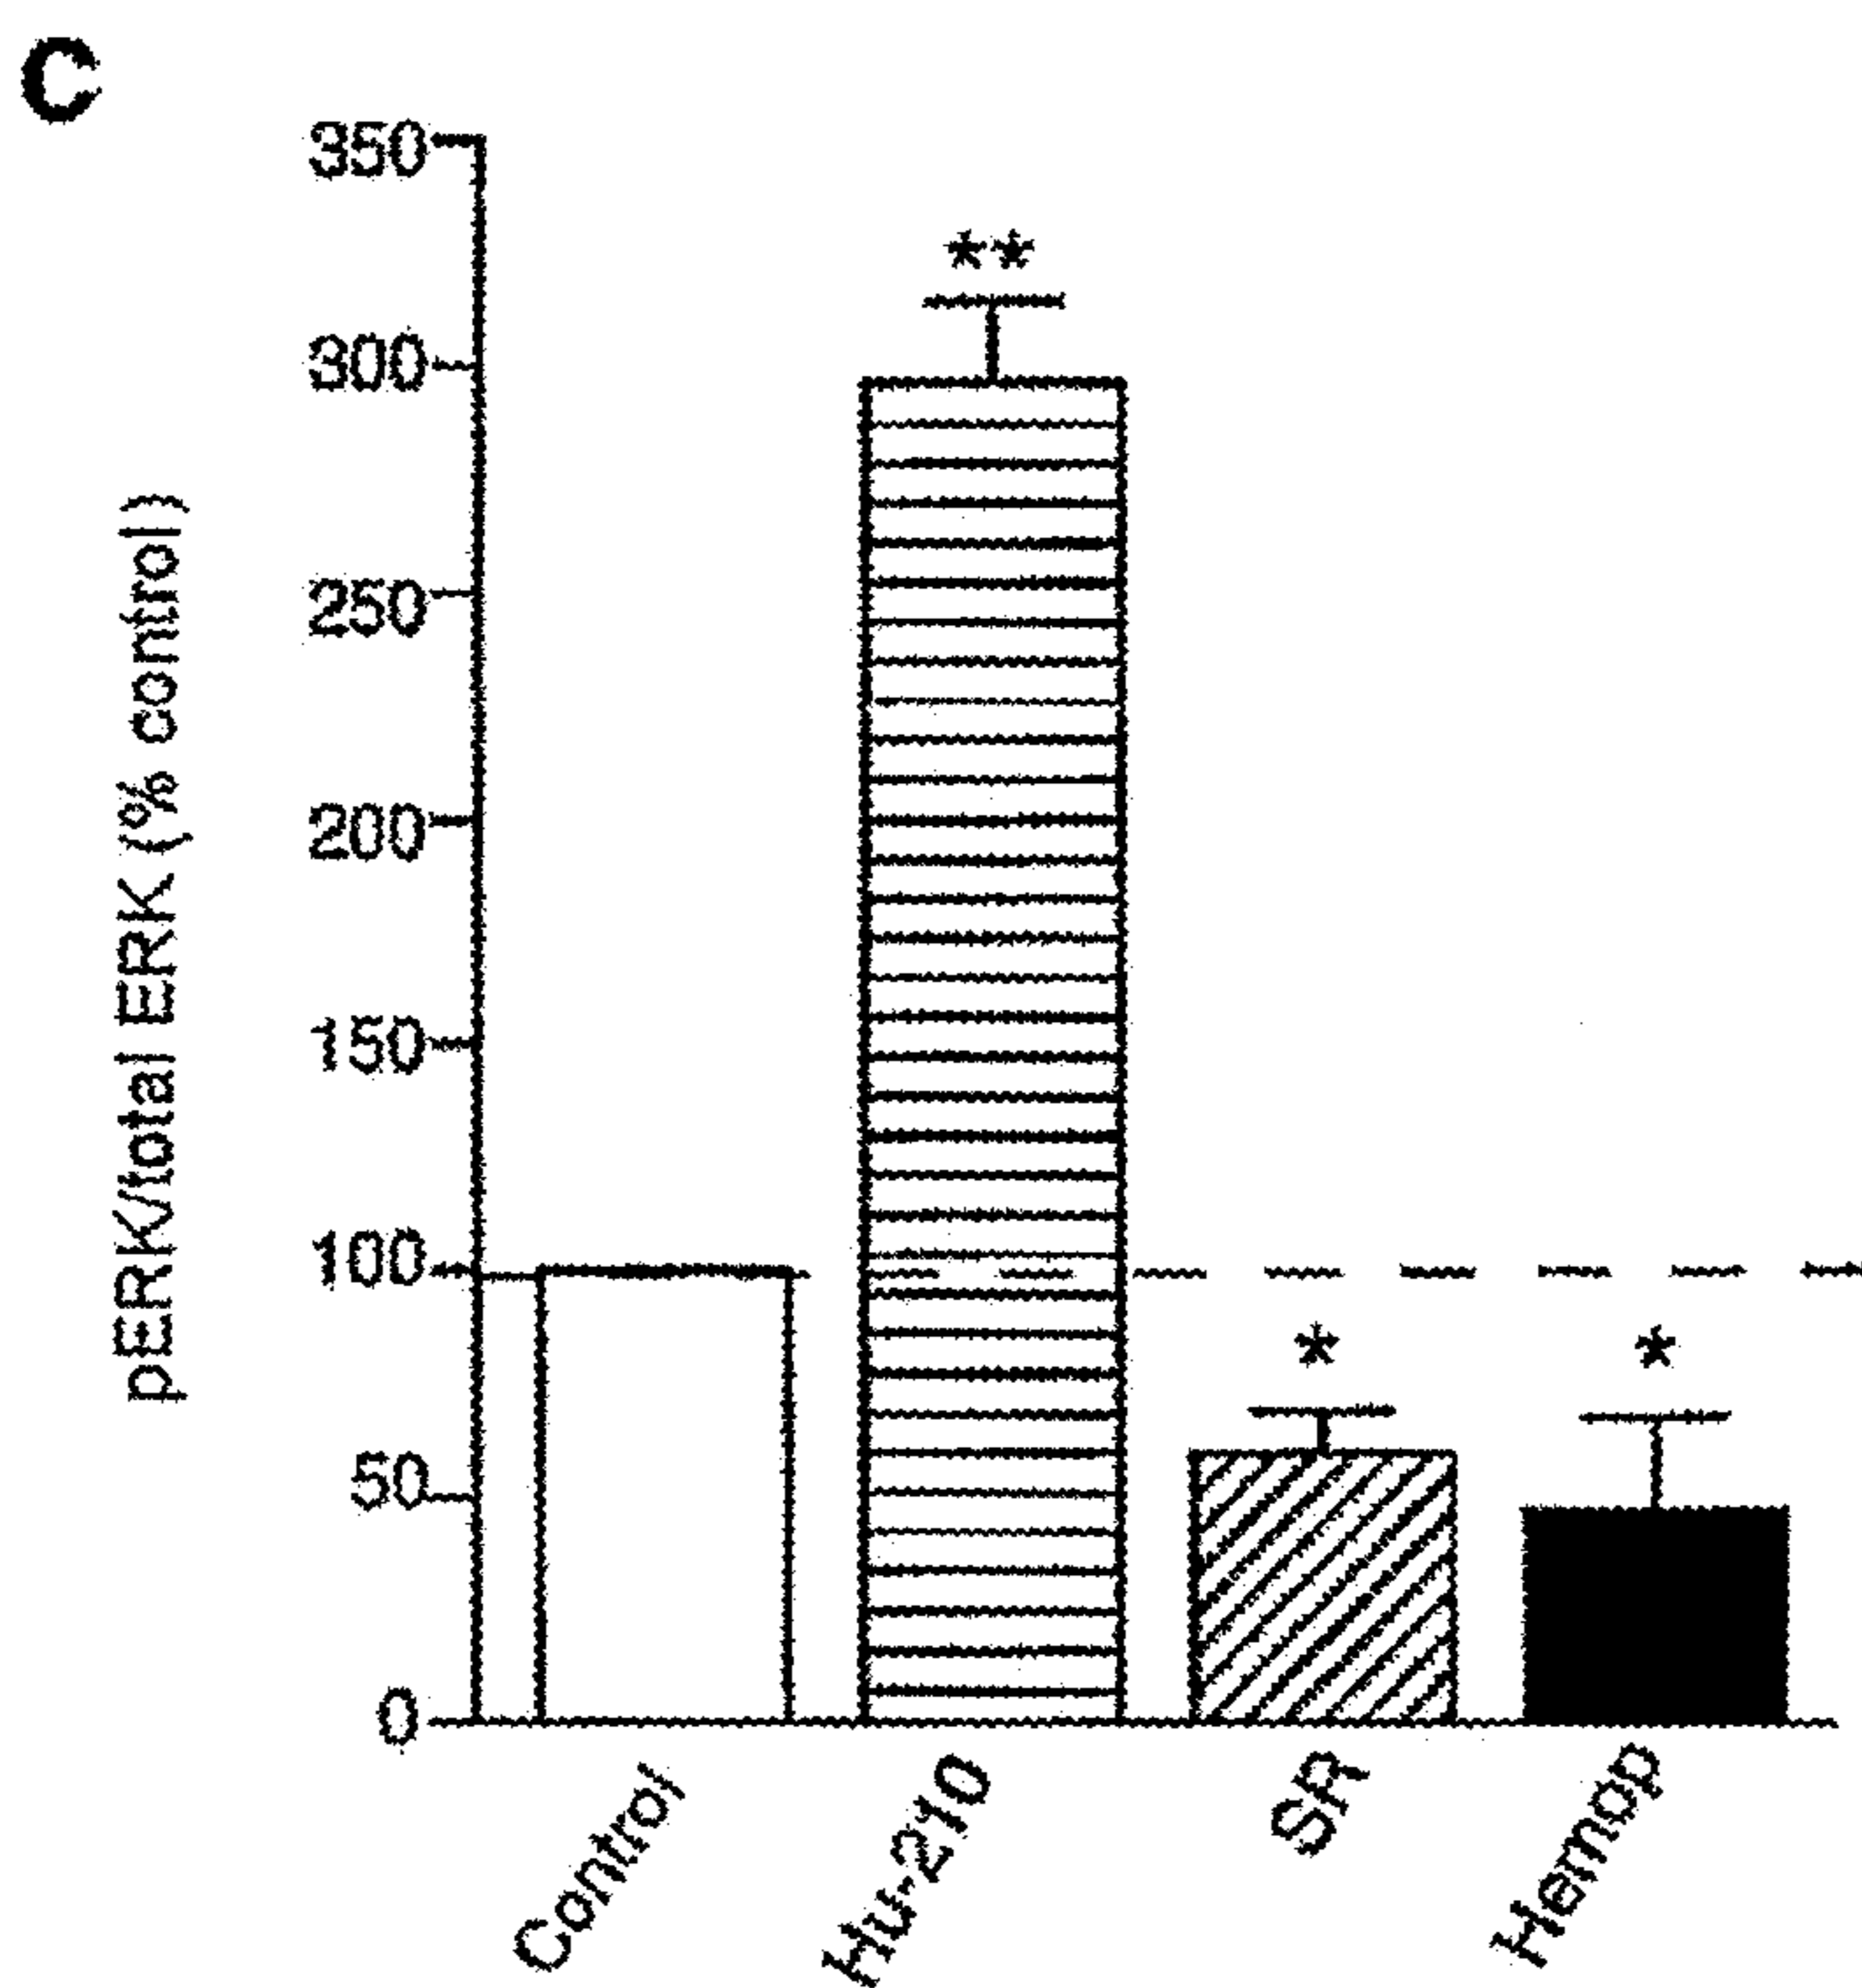 C
pERK/total ERK (% control)
350
300
250
200
150
100
50
0
**
*
*
Control
Hu-210
SR
Hemop